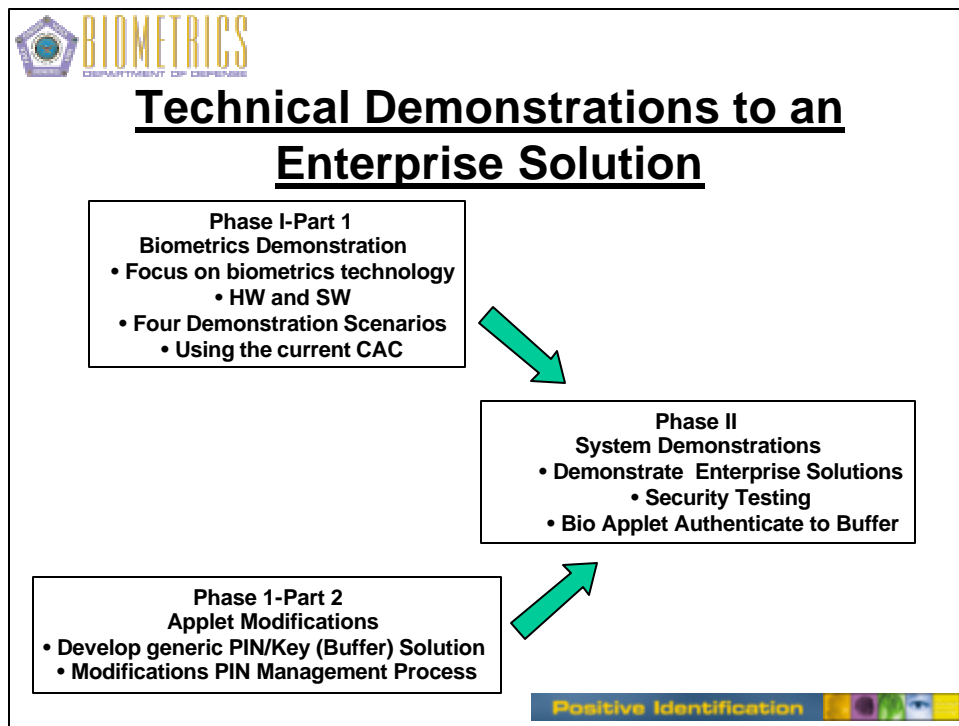 BIOMETRICS
DEPARTMENT OF DEFENSE
Technical Demonstrations to an
Enterprise Solution
Phase I-Part 1
Biometrics Demonstration
• Focus on biometrics technology
• HW and SW
• Four Demonstration Scenarios
• Using the current CAC
Phase II
System Demonstrations
• Demonstrate Enterprise Solutions
• Security Testing
• Bio Applet Authenticate to Buffer
Phase 1-Part 2
Applet Modifications
• Develop generic PIN/Key (Buffer) Solution
• Modifications PIN Management Process
Positive Identification